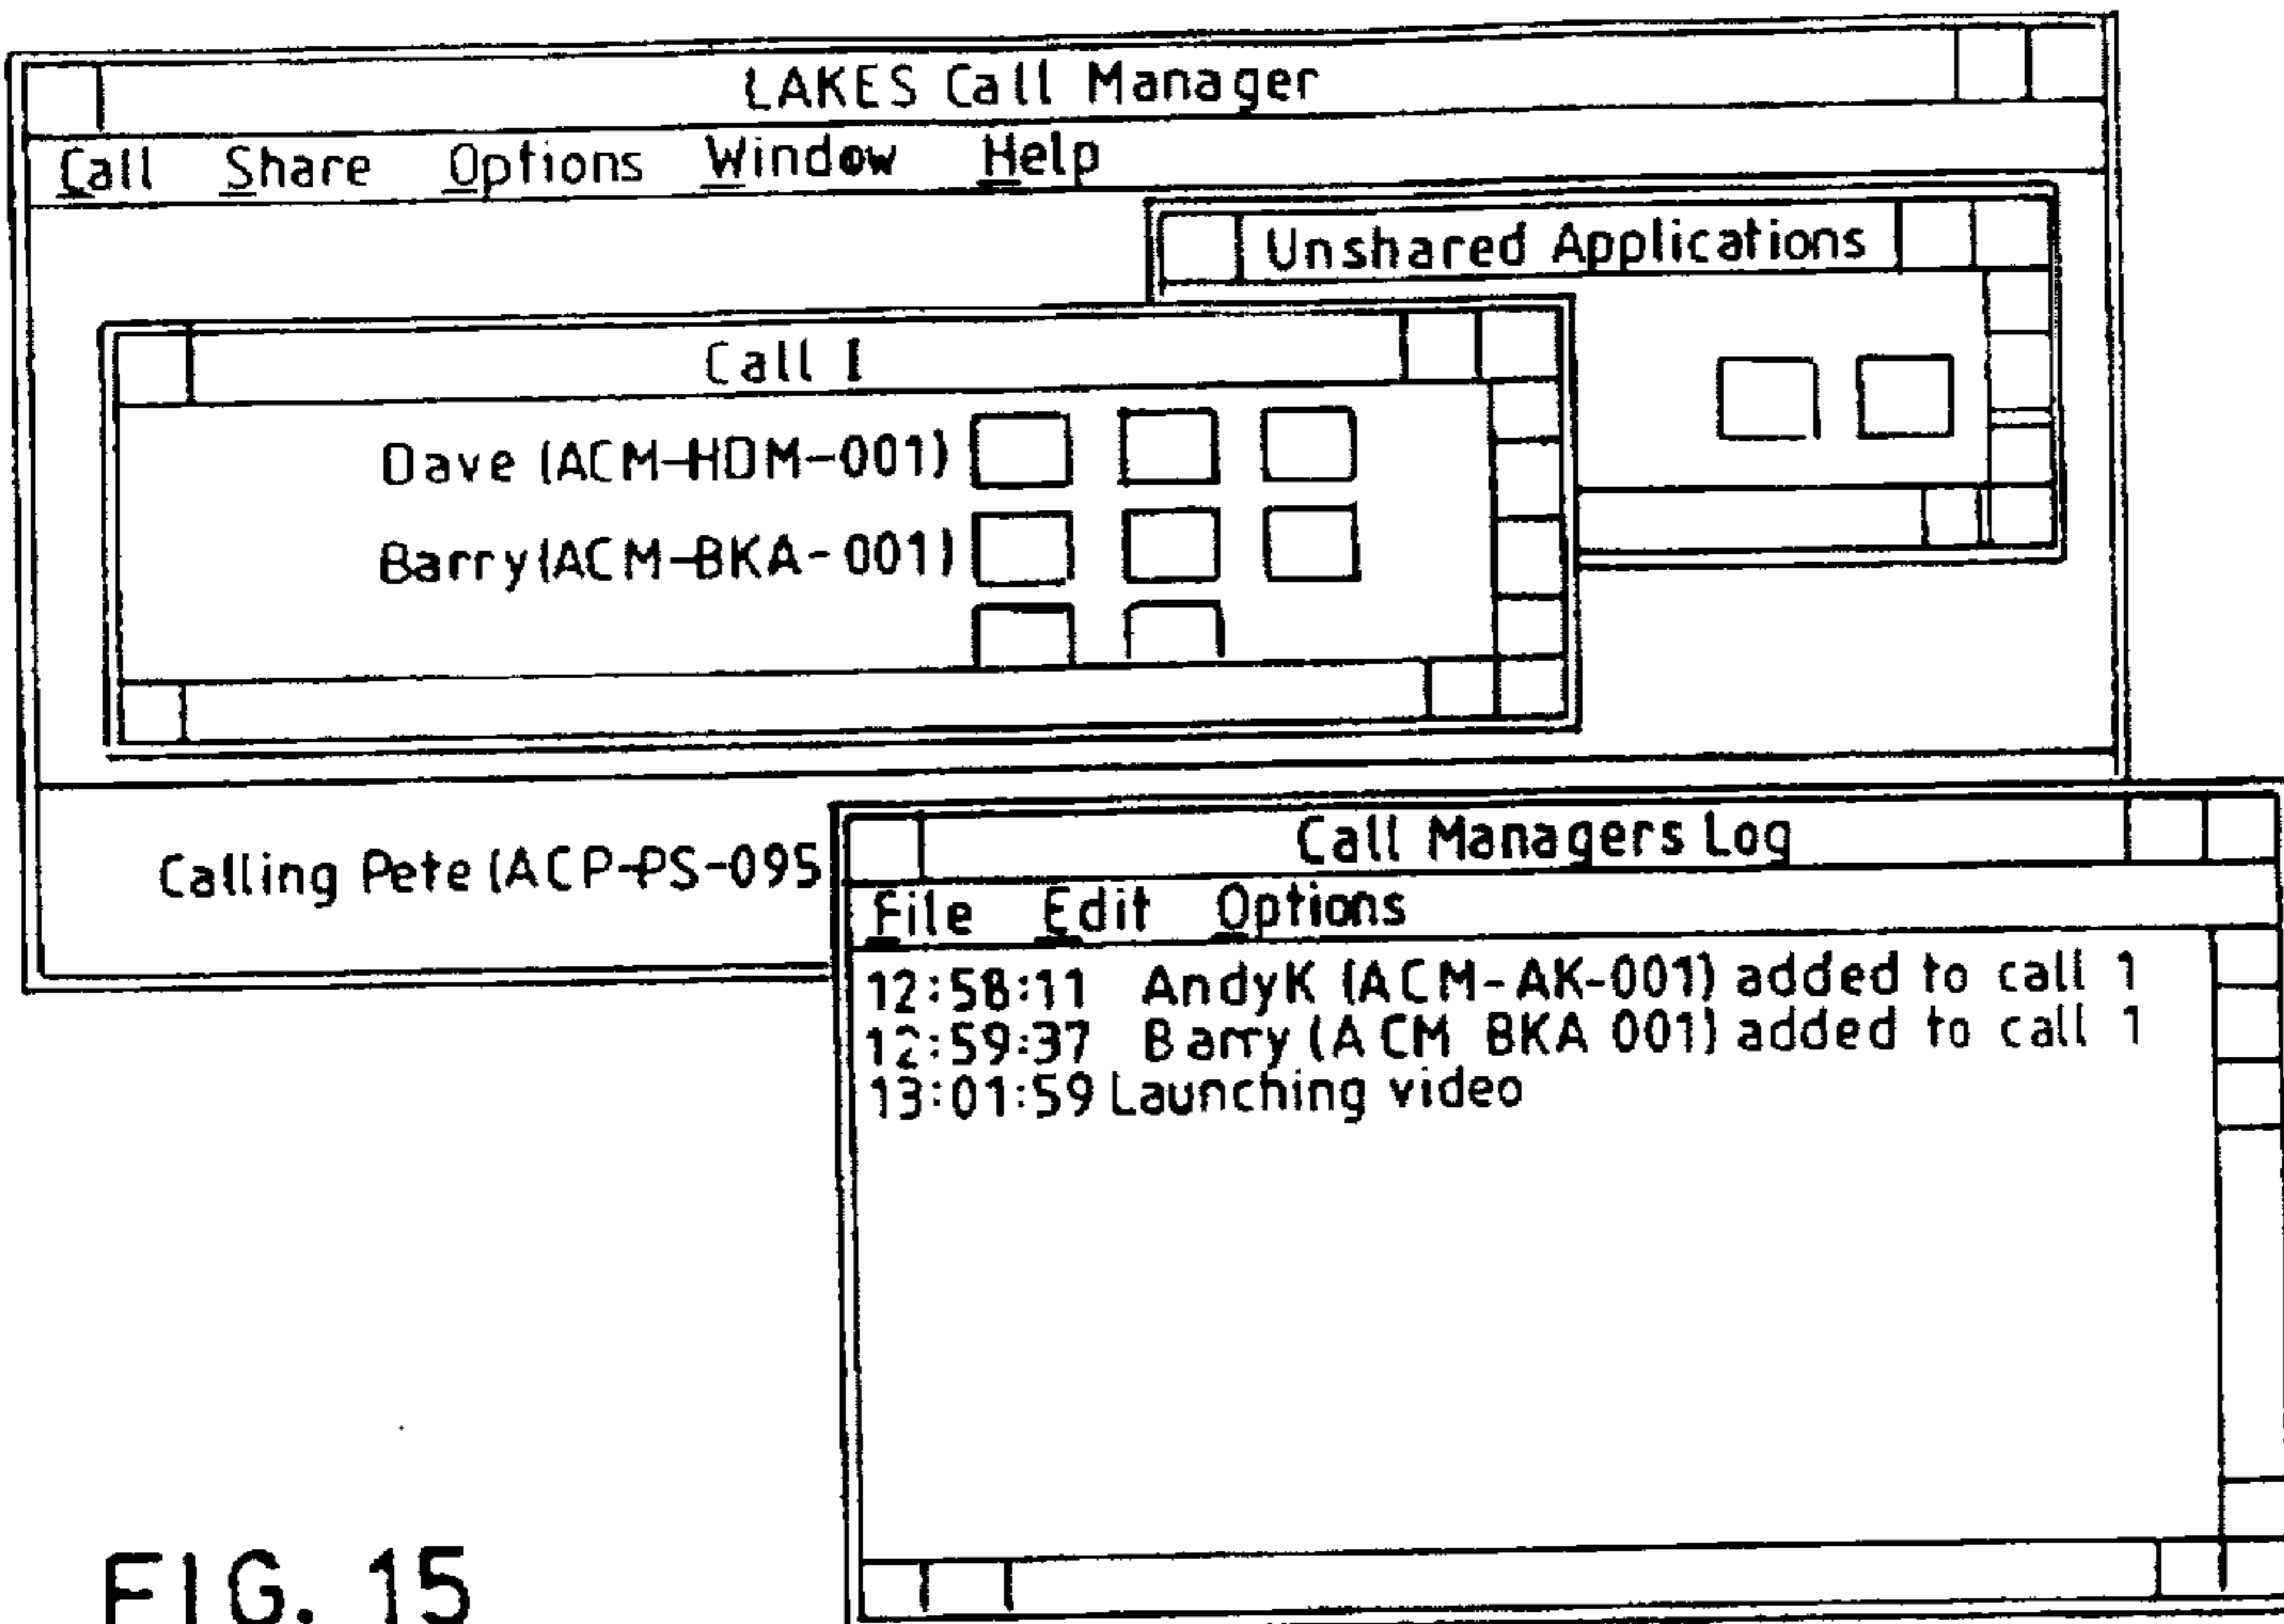 LAKES Call Manager
Call Share Options Window Help
Unshared Applications
Call 1
Dave (ACM-HDM-001)
Barry (ACM-BKA-001)
Calling Pete (ACP-PS-095
Call Managers Log
File Edit Options
12:58:11 AndyK (ACM-AK-001) added to call 1
12:59:37 Barry (ACM BKA 001) added to call 1
13:01:59 Launching video
FIG. 15